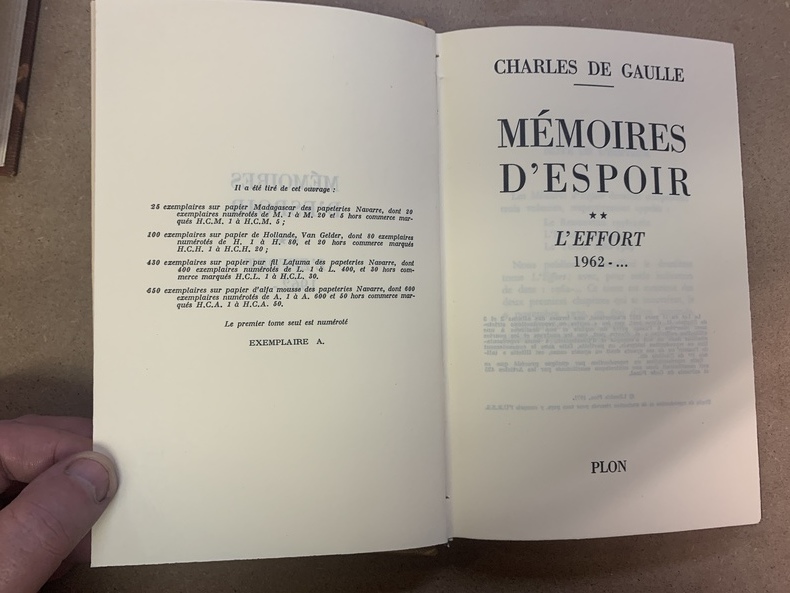 Il a été tiré de cet ouvrage :
25 exemplaires sur papier Madagascar des papeteries Navarre, dont 20
exemplaires numérotés de M. 1 à M. 20 et 5 hors commerce mar-
qués H.C.M. 1 à H.C.M. 5 ;
100 exemplaires sur papier de Hollande, Van Gelder, dont 80 exemplaires
numérotés de H. 1 à H. 80, et 20 hors commerce marqués
H.C.H. 1 à H.C.H. 20 ;
430 exemplaires sur papier pur fil Lafuma des papeteries Navarre, dont
400 exemplaires numérotés de L. 1 à L. 400, et 30 hors com-
merce marqués H.C.L. 1 à H.C.L. 30.
650 exemplaires sur papier d'alfa mousse des papeteries Navarre, dont 600
exemplaires numérotés de A. 1 à A. 600 et 50 hors commerce mar-
qués H.C.A. 1 à H.C.A. 50.
Le premier tome seul est numéroté
EXEMPLAIRE A.
CHARLES DE GAULLE
MÉMOIRES
D'ESPOIR
★★
L'EFFORT
1962 - ...
PLON